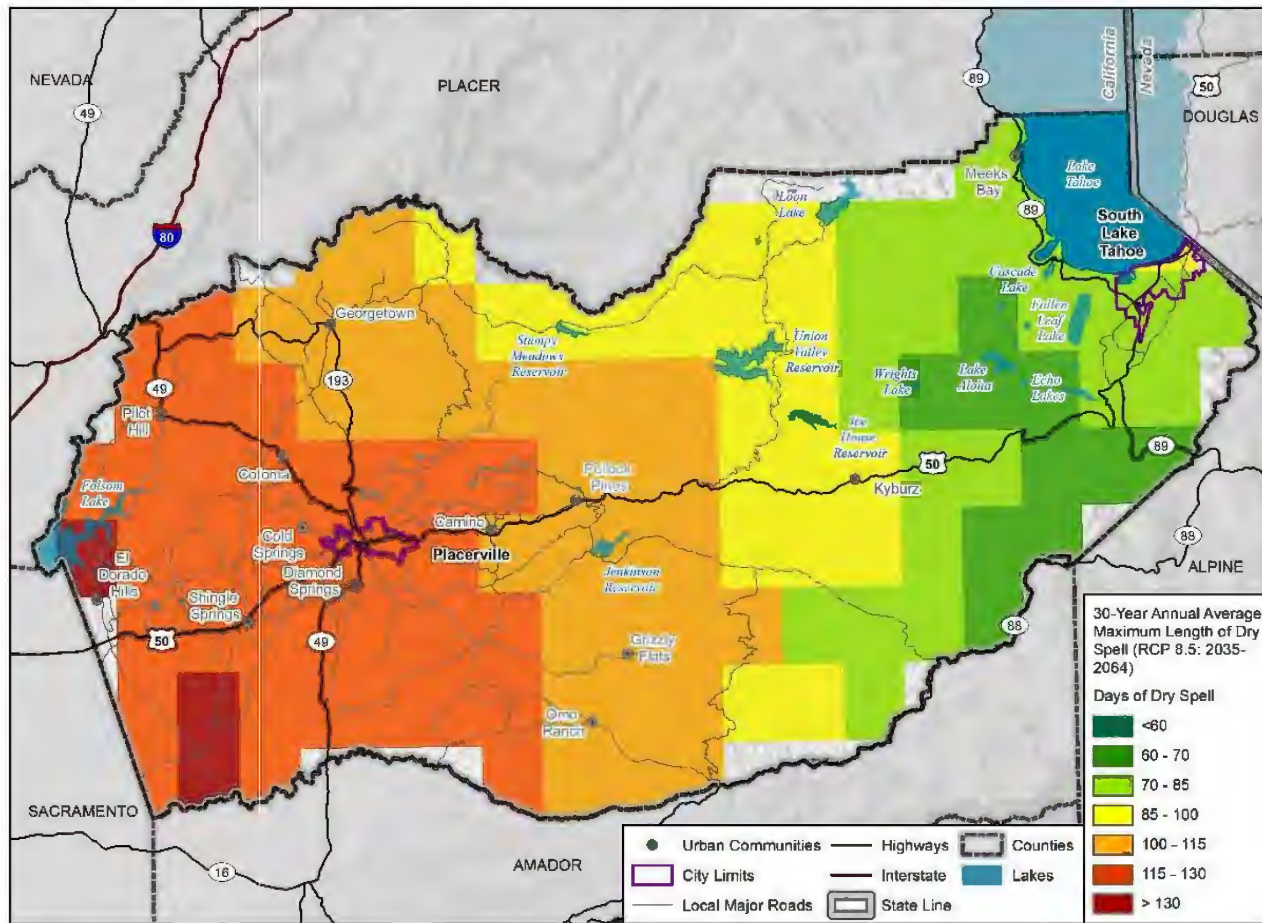 NEVADA
49
PLACER
89
California
Nevada
50
DOUGLAS
80
Meeks
Bay
Lake
Tahoe
89
Loon
Lake
South
Lake
Tahoe
Cascade
Lake
Fallen
Leaf
Lake
Georgetown
Stumpy
Meadows
Reservoir
Union
Valley
Reservoir
193
49
Wrights
Lake
Lake
Aloha
Echo
Lakes
Pilot
Hill
Ice
House
Reservoir
89
50
Coloma
Pollock
Pines
Kyburz
Folsom
Lake
Camino
Cold
Springs
Placerville
88
El
Dorado
Hills
Diamond
Springs
Jenkinson
Reservoir
ALPINE
Shingle
Springs
50
49
88
Grizzly
Flats
Omo
Ranch
SACRAMENTO
AMADOR
16
30-Year Annual Average
Maximum Length of Dry
Spell (RCP 8.5: 2035-
2064)
Days of Dry Spell
<60
60 - 70
70 - 85
85 - 100
100 - 115
115 - 130
> 130
Urban Communities
Highways
Counties
City Limits
Interstate
Lakes
Local Major Roads
State Line